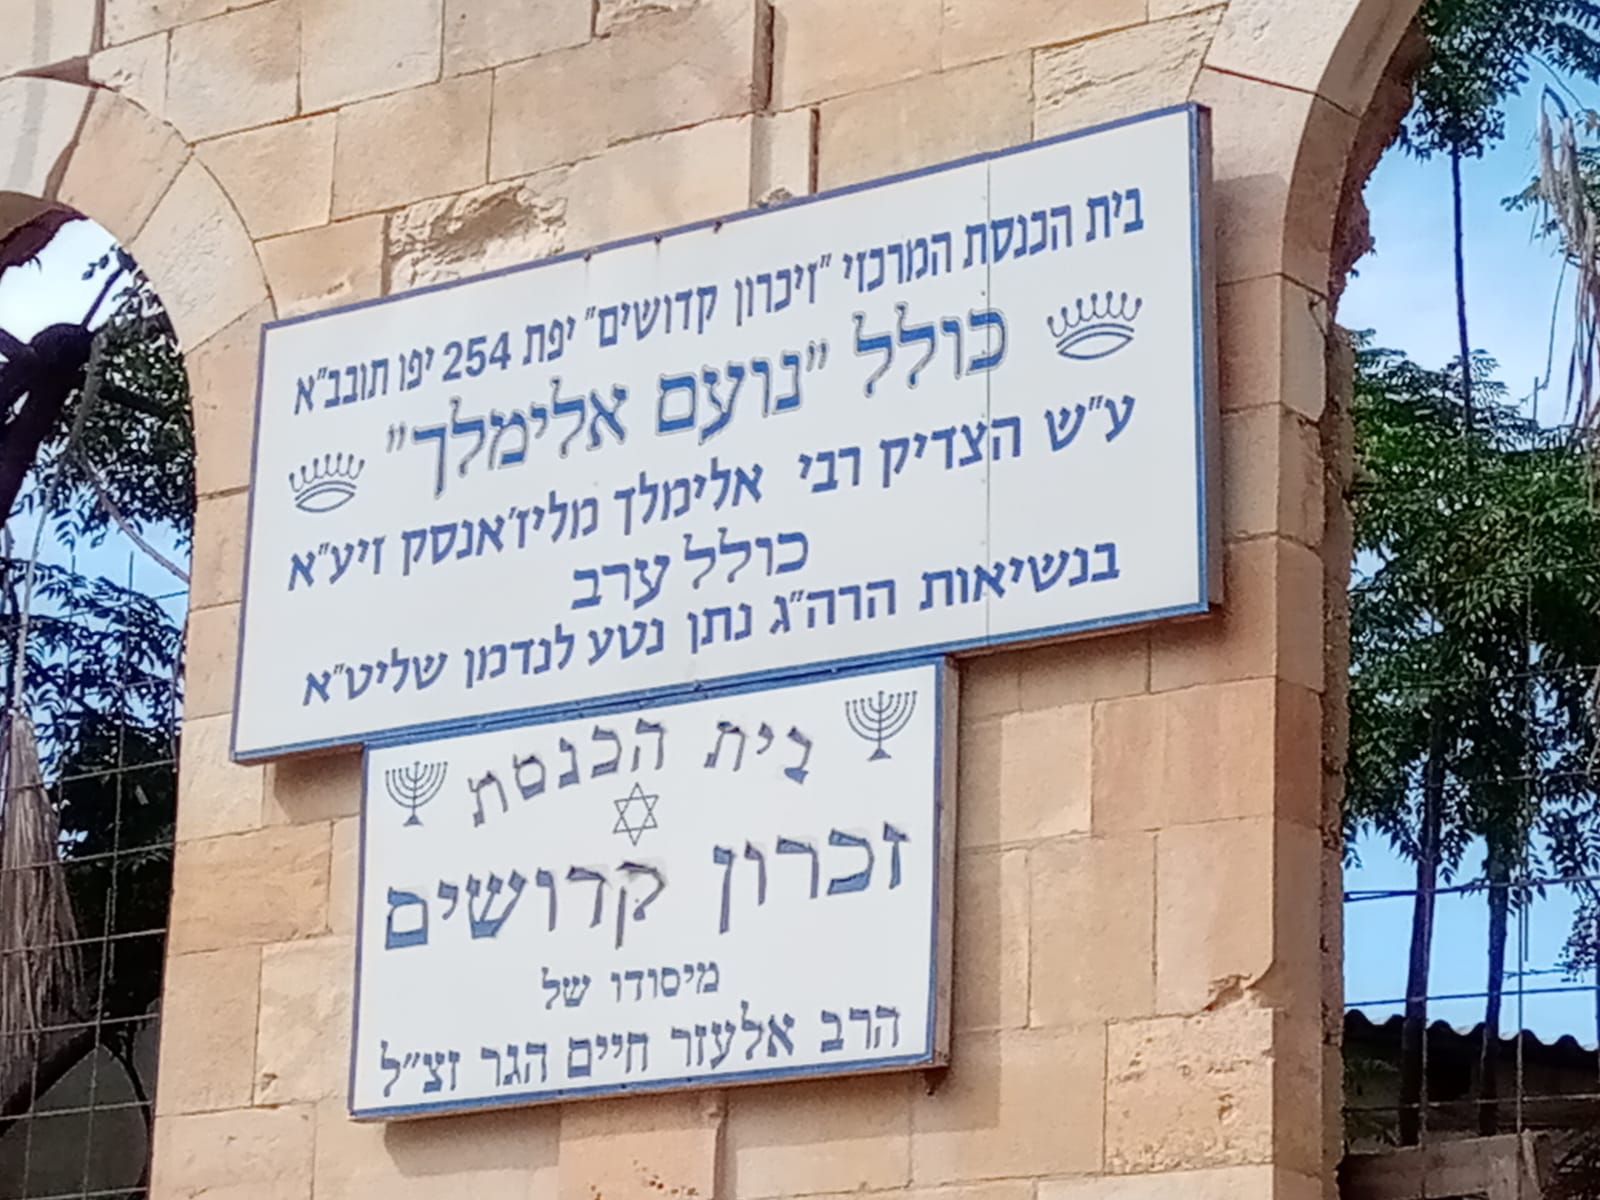 בית הכנסת המרכזי "זיכרון קדושים" יפת 254 יפו תובב"א
כולל "נועם אלימלך"
ע"ש הצדיק רבי אלימלך מליז'אנסק זיע"א
כולל ערב
בנשיאות הרה"ג נתן נטע לנדמן שליט"א
בית הכנסת
זכרון קדושים
מיסודו של
הרב אלעזר חיים הגר זצ"ל